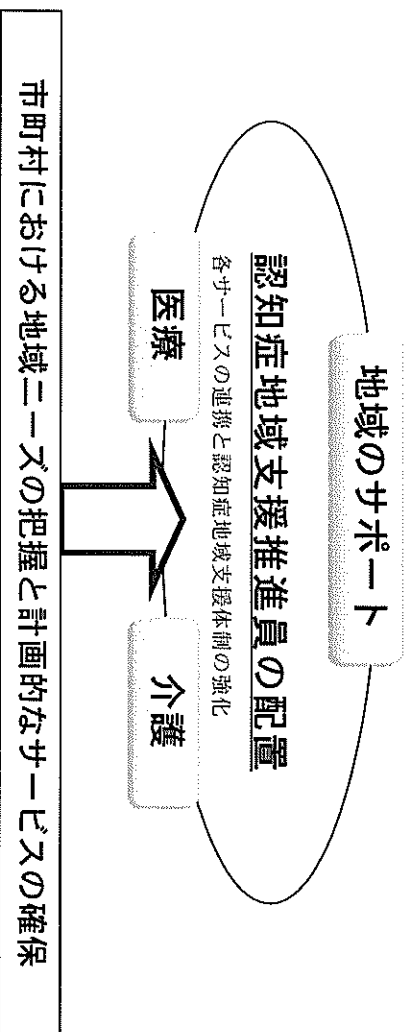 地域のサポート
認知症地域支援推進員の配置
各サービスの連携と認知症地域支援体制の強化
医療
介護
市町村における地域ニーズの把握と計画的なサービスの確保